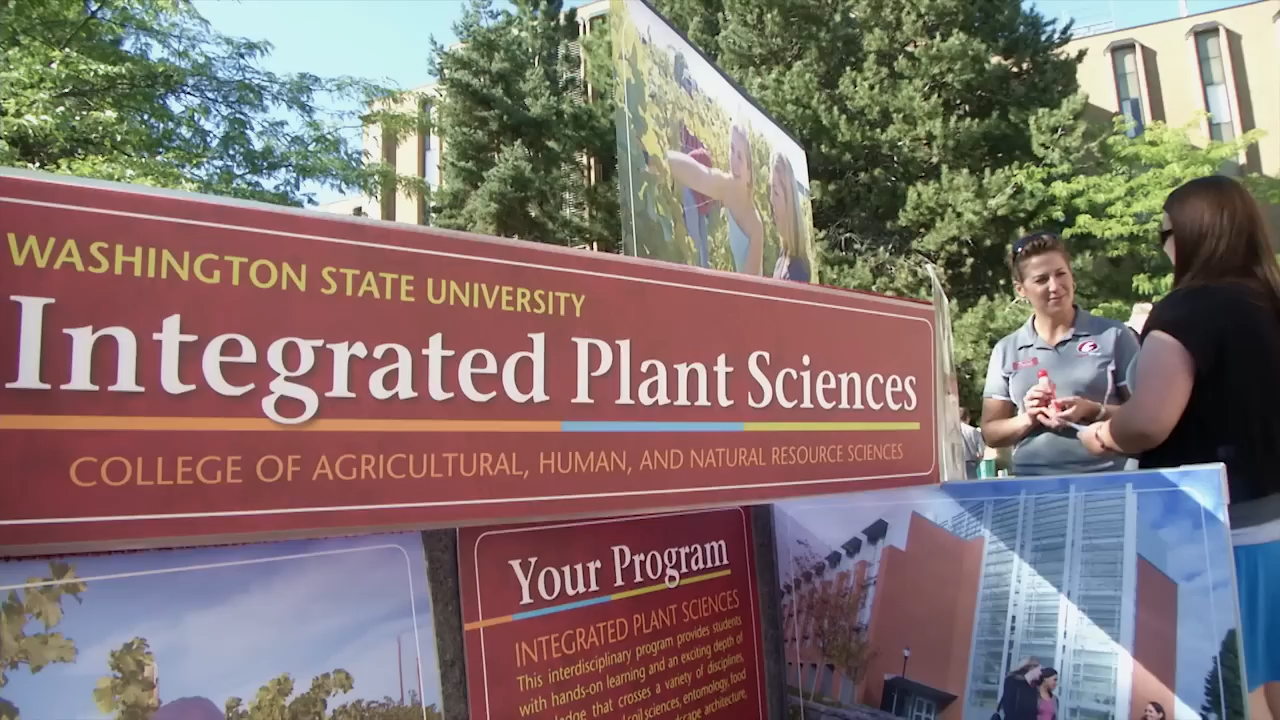 WASHINGTON STATE UNIVERSITY
Integrated Plant Sciences
COLLEGE OF AGRICULTURAL, HUMAN, AND NATURAL RESOURCE SCIENCES
Your Program
INTEGRATED PLANT SCIENCES
This interdisciplinary program provides students
with hands-on learning and an exciting depth of
that crosses a variety of disciplines,
sciences, entomology, food
architecture,